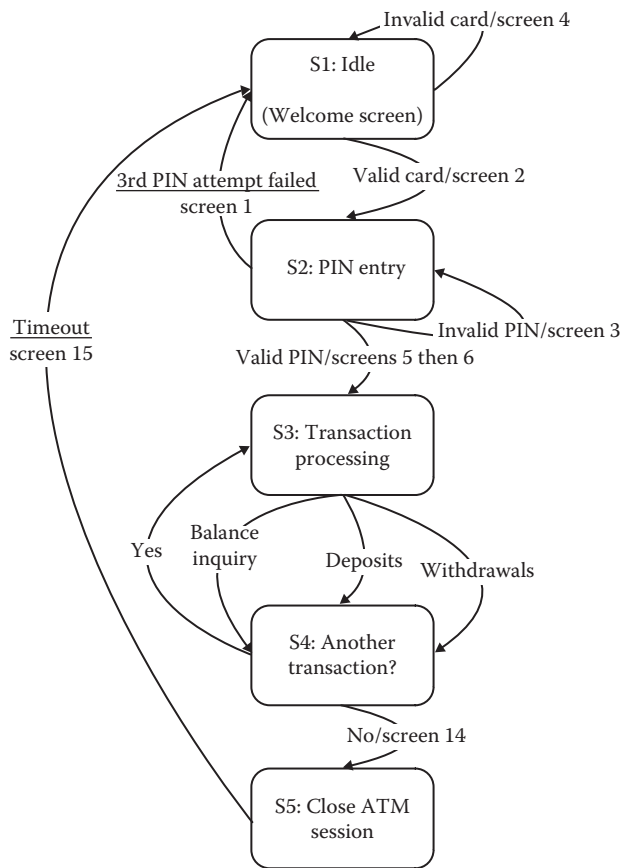 Invalid card/screen 4
S1: Idle
(Welcome screen)
3rd PIN attempt failed
screen 1
Valid card/screen 2
S2: PIN entry
Timeout
screen 15
Invalid PIN/screen 3
Valid PIN/screens 5 then 6
S3: Transaction
processing
Yes
Balance
inquiry
Deposits
Withdrawals
S4: Another
transaction?
No/screen 14
S5: Close ATM
session